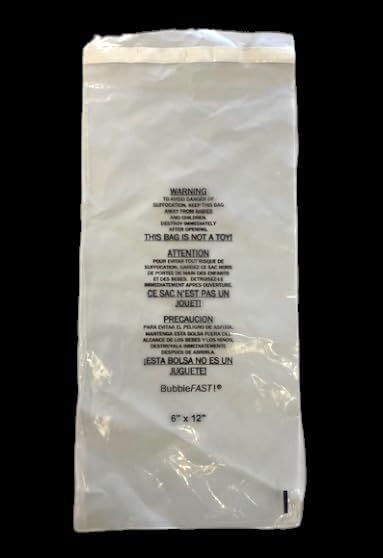 WARNING
TO AVOID DANGER OF
SUFFOCATION, KEEP THIS BAG
AWAY FROM BABIES
AND CHILDREN.
DESTROY IMMEDIATELY
AFTER OPENING.
THIS BAG IS NOT A TOY!
ATTENTION
POUR EVITER TOUT RISQUE DE
SUFFOCATION, GARDEZ CE SAC HORS
DE PORTEE DE MAIN DES ENFANTS
ET DES BEBES. DETRUISEZ-LE
IMMEDIATEMENT APRES OUVERTURE.
CE SAC N'EST PAS UN
JOUET!
PRECAUCION
PARA EVITAR EL PELIGRO DE ASFIXIA,
MANTENGA ESTA BOLSA FUERA DEL
ALCANCE DE LOS BEBES Y LOS NINOS,
DESTRUYALA IMMEDIATAMENTE
DESPUES DE ABRIRLA.
¡ESTA BOLSA NO ES UN
JUGUETE!
BubbleFAST!®
6" x 12"